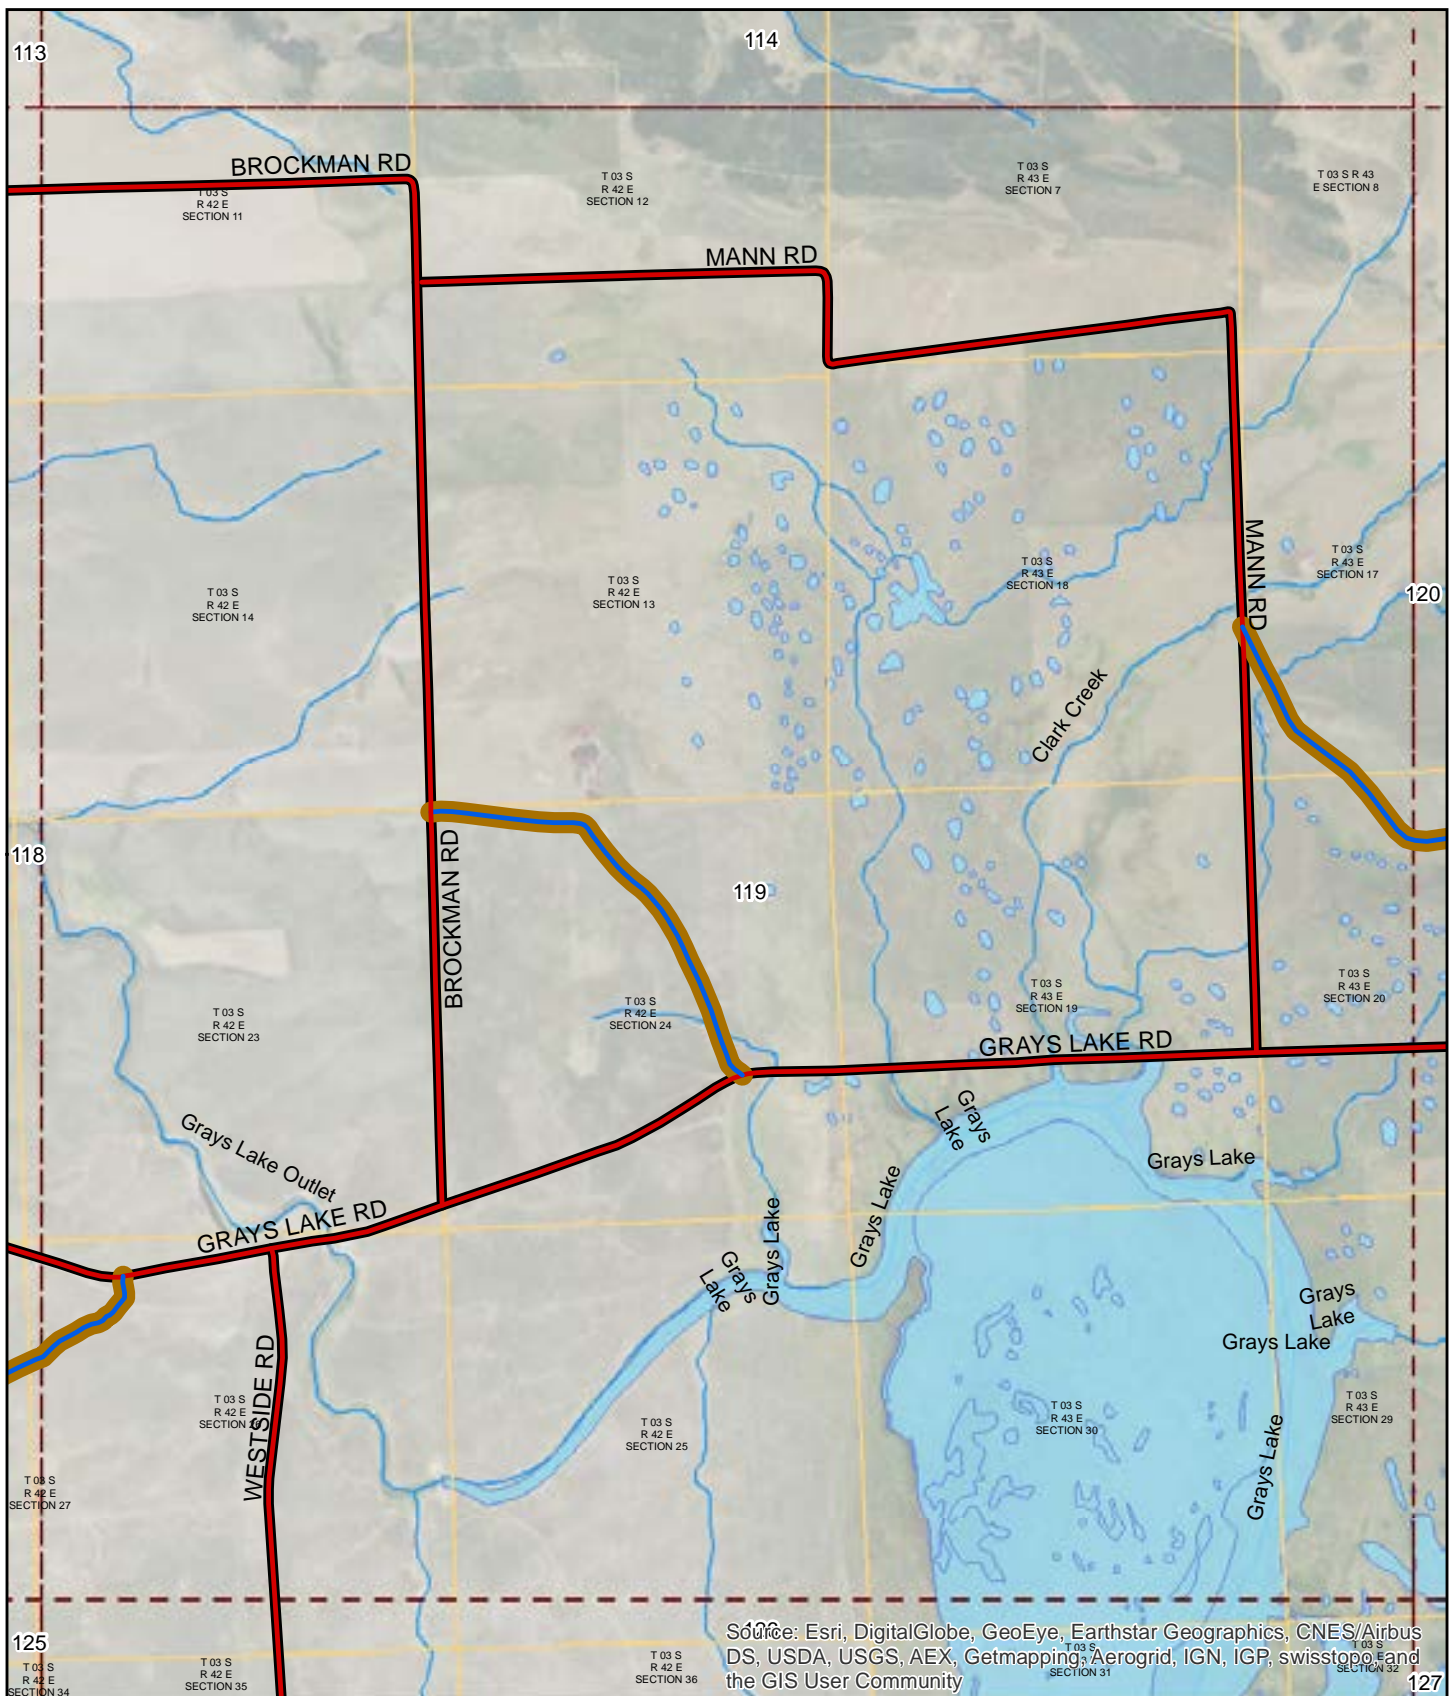 113
114
BROCKMAN RD
T 03 S
R 42 E
SECTION 11
T 03 S
R 42 E
SECTION 12
T 03 S
R 43 E
SECTION 7
T 03 S R 43
E SECTION 8
MANN RD
MANN RD
T 03 S
R 42 E
SECTION 14
T 03 S
R 42 E
SECTION 13
T 03 S
R 43 E
SECTION 18
T 03 S
R 43 E
SECTION 17
120
Clark Creek
118
BROCKMAN RD
119
T 03 S
R 42 E
SECTION 23
T 03 S
R 42 E
SECTION 24
T 03 S
R 43 E
SECTION 19
T 03 S
R 43 E
SECTION 20
GRAYS LAKE RD
Grays Lake Outlet
Grays
Lake
Grays Lake
GRAYS LAKE RD
Grays Lake
Grays Lake
Grays
Lake
Grays
Lake
Grays Lake
WESTSIDE RD
T 03 S
R 42 E
SECTION 26
T 03 S
R 42 E
SECTION 25
T 03 S
R 43 E
SECTION 30
T 03 S
R 43 E
SECTION 29
Grays Lake
T 03 S
R 42 E
SECTION 27
125
T 03 S
R 42 E
SECTION 34
T 03 S
R 42 E
SECTION 35
T 03 S
R 42 E
SECTION 36
T 03 S
SECTION 31
T 03 S
SECTION 32
Source: Esri, DigitalGlobe, GeoEye, Earthstar Geographics, CNES/Airbus
DS, USDA, USGS, AEX, Getmapping, Aerogrid, IGN, IGP, swisstopo, and
the GIS User Community
127